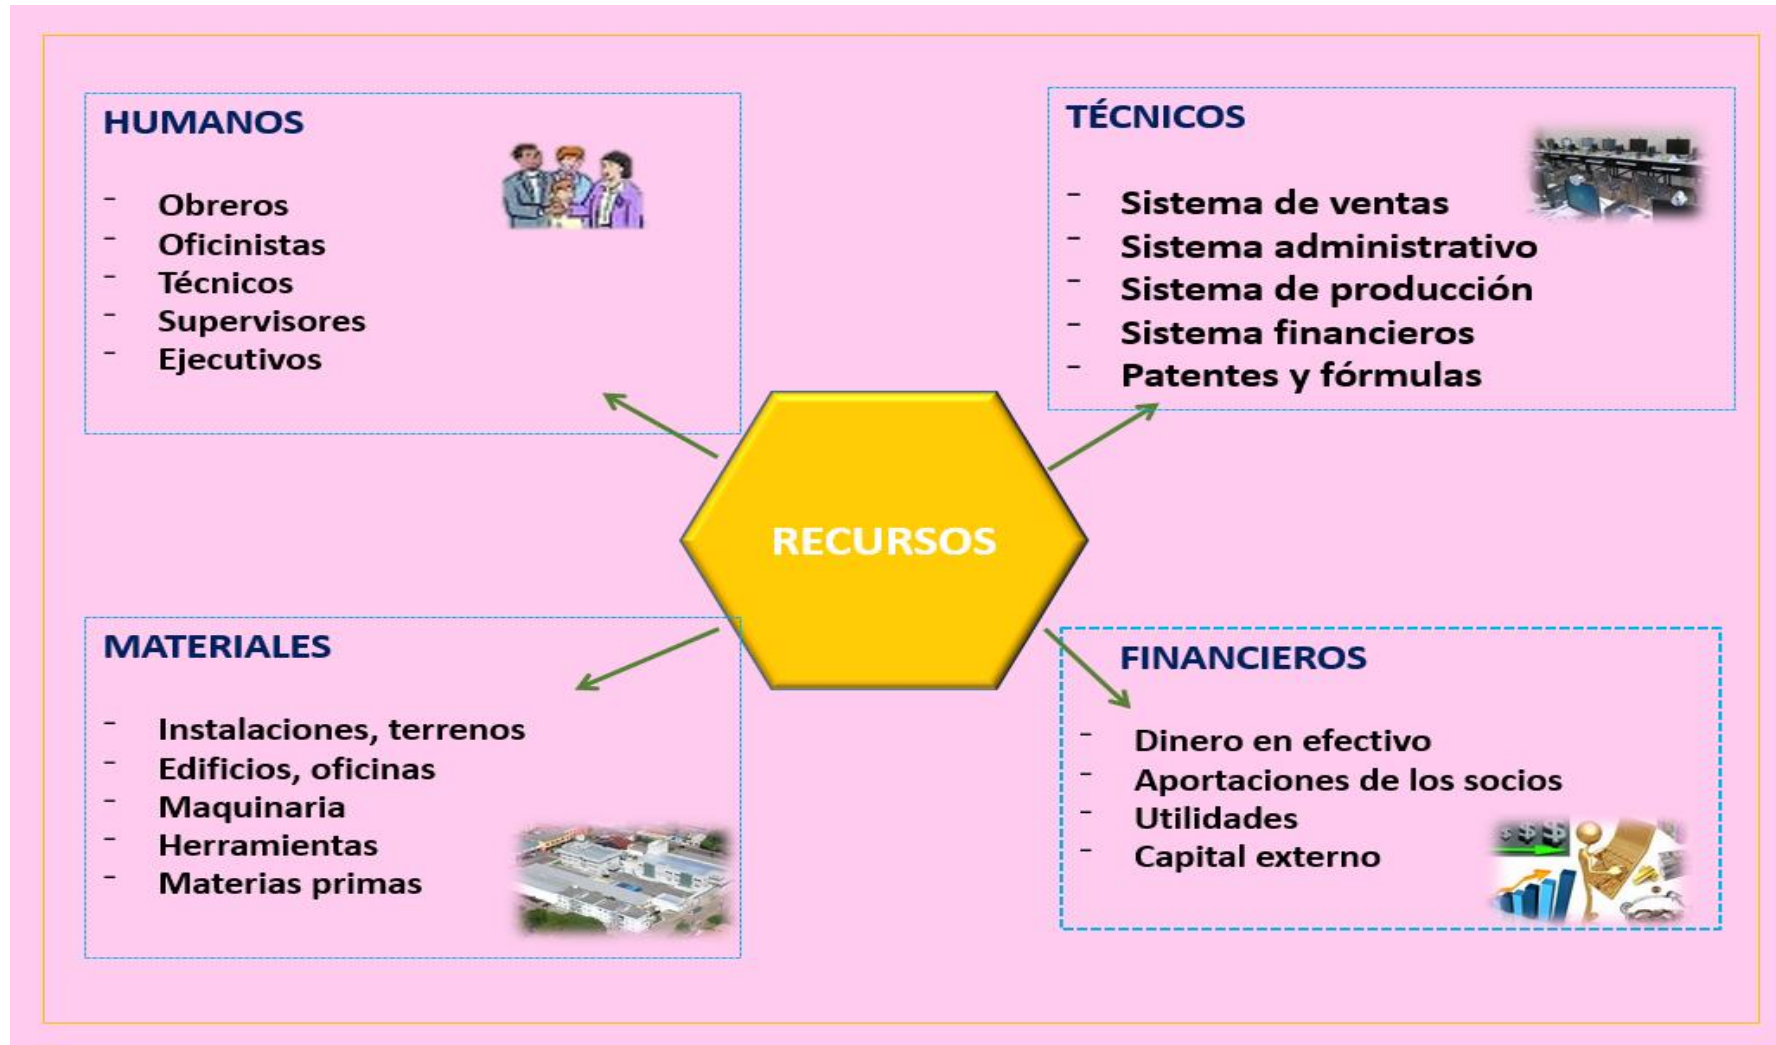 HUMANOS
- Obreros
- Oficinistas
- Técnicos
- Supervisores
- Ejecutivos
TÉCNICOS
- Sistema de ventas
- Sistema administrativo
- Sistema de producción
- Sistema financieros
- Patentes y fórmulas
RECURSOS
MATERIALES
- Instalaciones, terrenos
- Edificios, oficinas
- Maquinaria
- Herramientas
- Materias primas
FINANCIEROS
- Dinero en efectivo
- Aportaciones de los socios
- Utilidades
- Capital externo
$ $ $